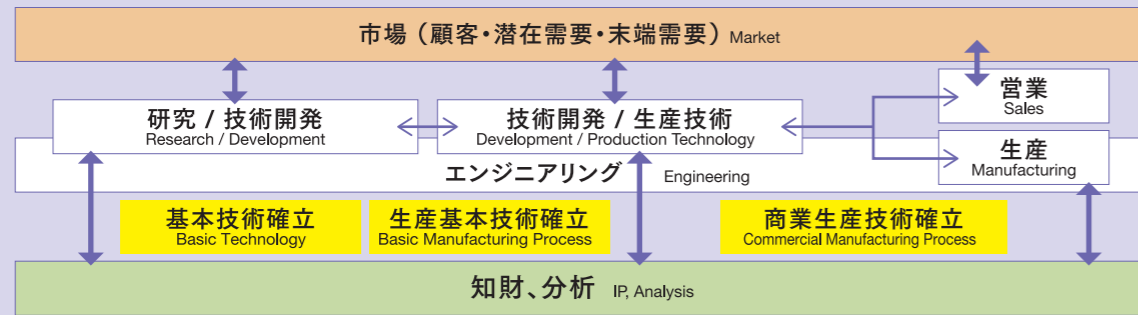 市場（顧客・潜在需要・末端需要） Market
研究 / 技術開発
Research / Development
技術開発 / 生産技術
Development / Production Technology
営業
Sales
生産
Manufacturing
エンジニアリング Engineering
基本技術確立
Basic Technology
生産基本技術確立
Basic Manufacturing Process
商業生産技術確立
Commercial Manufacturing Process
知財、分析 IP, Analysis